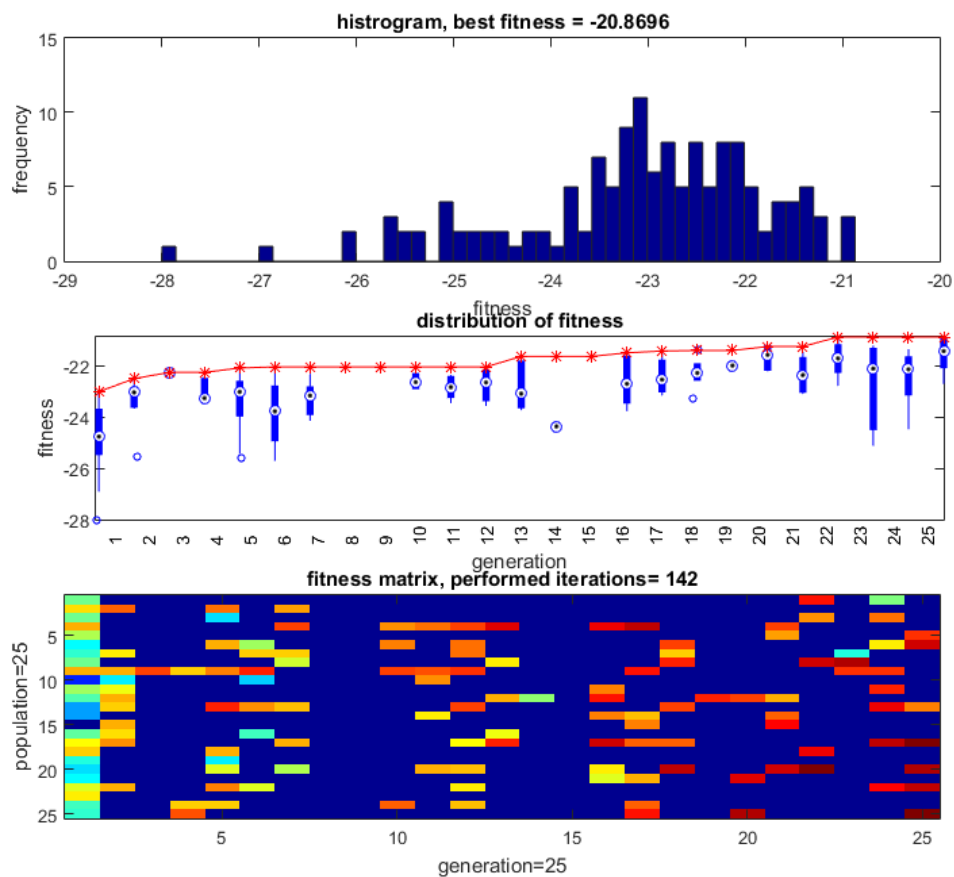 histrogram, best fitness = -20.8696
15
10
5
0
frequency
-29 -28 -27 -26 -25 -24 -23 -22 -21 -20
fitness
distribution of fitness
-22
-24
-26
-28
fitness
1 2 3 4 5 6 7 10 11 12 13 14 16 17 18 19 20 21 22 23 24 25
generation
fitness matrix, performed iterations= 142
5
10
15
20
25
population=25
5 10 15 20 25
generation=25